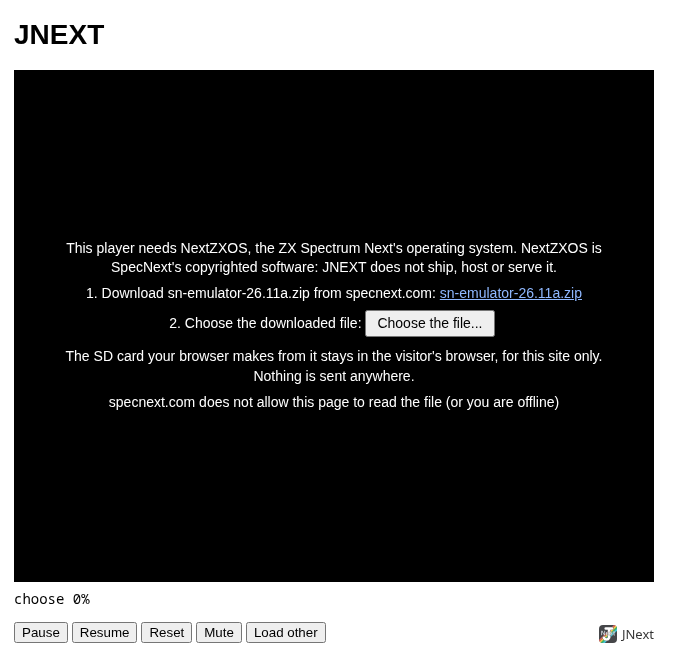 JNEXT
This player needs NextZXOS, the ZX Spectrum Next's operating system. NextZXOS is
SpecNext's copyrighted software: JNEXT does not ship, host or serve it.
1. Download sn-emulator-26.11a.zip from specnext.com: sn-emulator-26.11a.zip
2. Choose the downloaded file: Choose the file...
The SD card your browser makes from it stays in the visitor's browser, for this site only.
Nothing is sent anywhere.
specnext.com does not allow this page to read the file (or you are offline)
choose 0%
Pause Resume Reset Mute Load other JNext